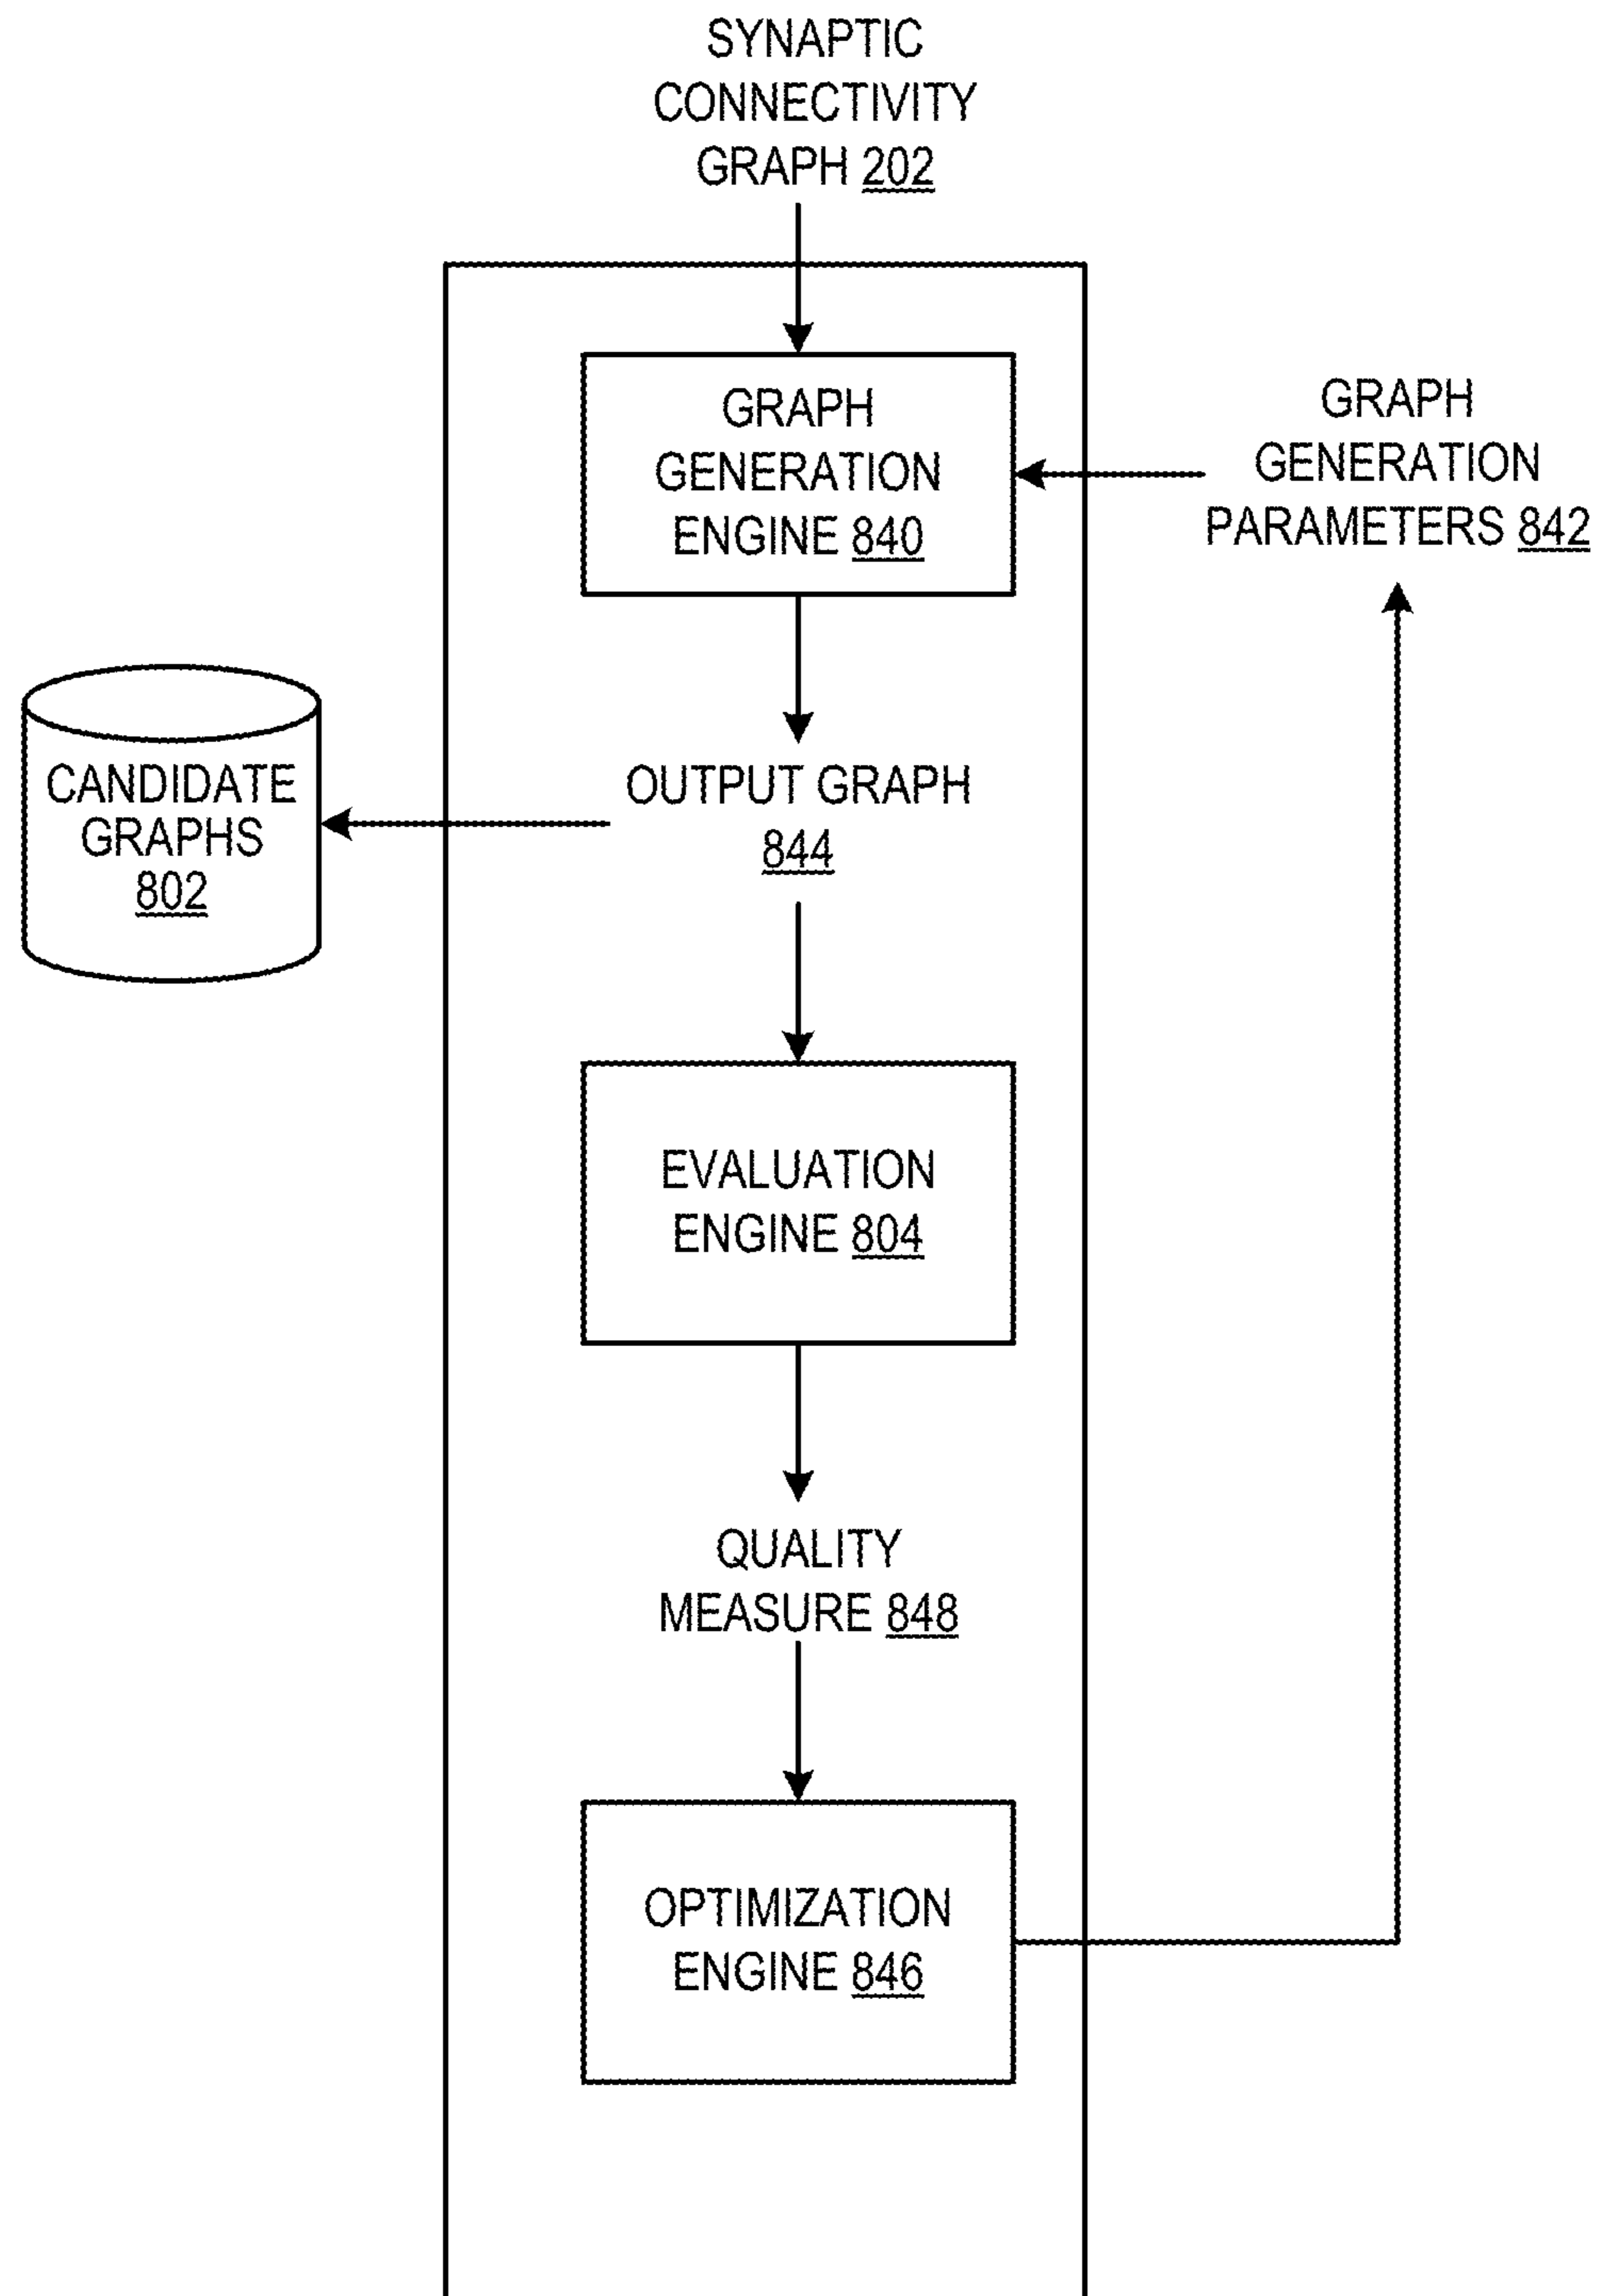 SYNAPTIC
CONNECTIVITY
GRAPH 202
GRAPH
GENERATION
ENGINE 840
GRAPH
GENERATION
PARAMETERS 842
CANDIDATE
GRAPHS
802
OUTPUT GRAPH
844
EVALUATION
ENGINE 804
QUALITY
MEASURE 848
OPTIMIZATION
ENGINE 846